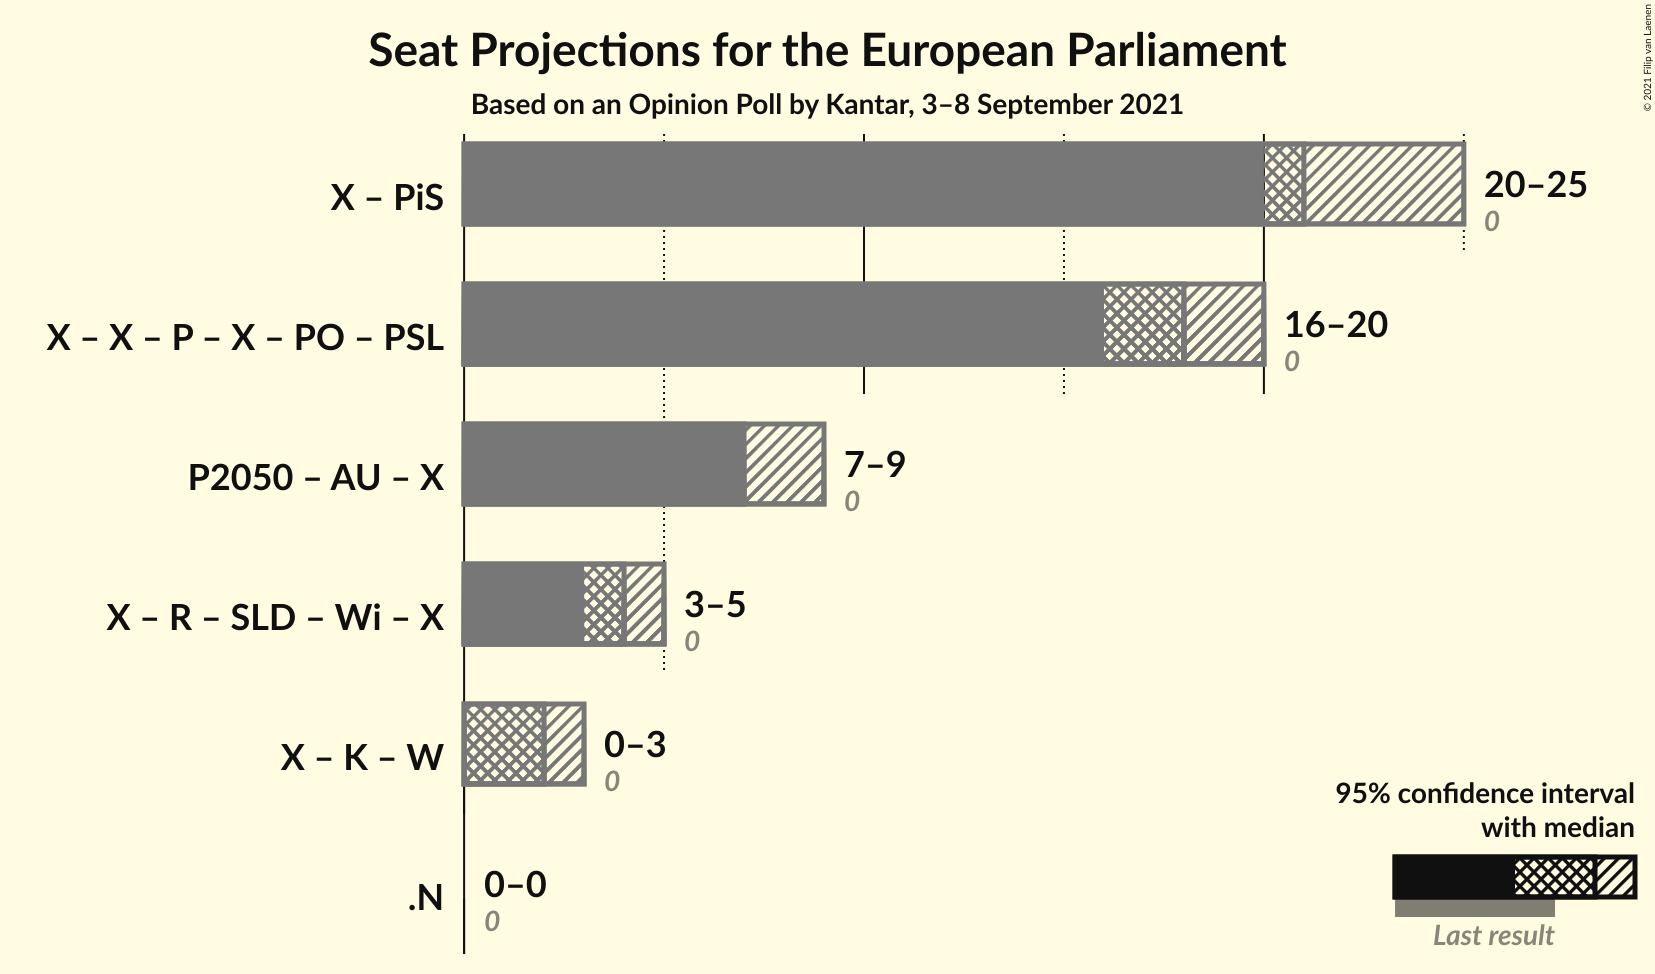 Seat Projections for the European Parliament
Based on an Opinion Poll by Kantar, 3–8 September 2021
© 2021 Filip van Laenen
X – PiS
20–25
0
X – X – P – X – PO – PSL
16–20
0
P2050 – AU – X
7–9
0
X – R – SLD – Wi – X
3–5
0
X – K – W
0–3
0
.N
0–0
0
95% confidence interval
with median
Last result